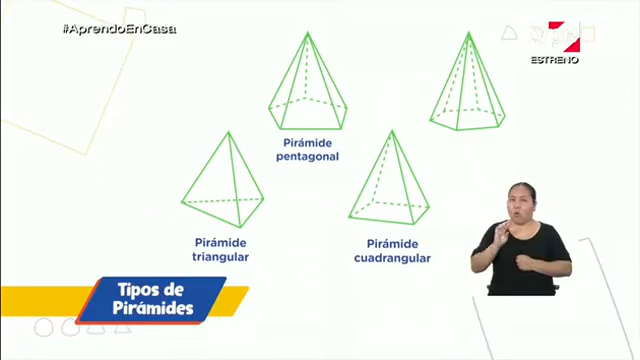 #AprendoEnCasa
ESTRENO
Pirámide
pentagonal
Pirámide
triangular
Pirámide
cuadrangular
Tipos de
Pirámides